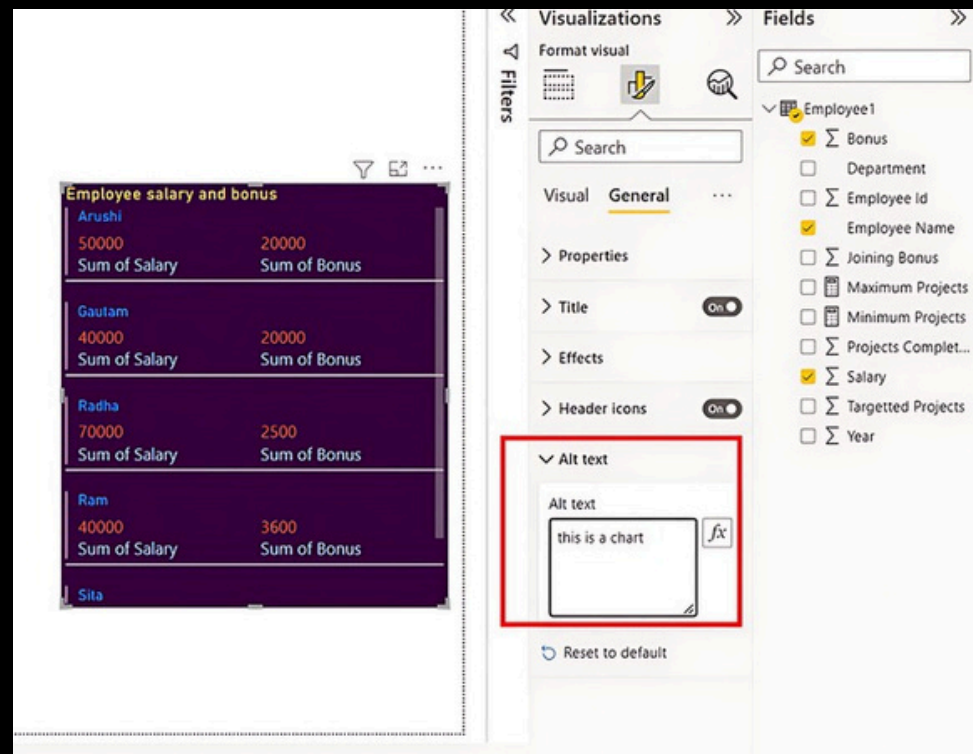 Employee salary and bonus
Arushi
50000 20000
Sum of Salary Sum of Bonus
Gautam
40000 20000
Sum of Salary Sum of Bonus
Radha
70000 2500
Sum of Salary Sum of Bonus
Ram
40000 3600
Sum of Salary Sum of Bonus
Sita
Filters
Visualizations
Format visual
Search
Visual General ...
Properties
Title On
Effects
Header icons On
Alt text
Alt text
this is a chart
fx
Reset to default
Fields
Search
Employee1
∑ Bonus
Department
∑ Employee Id
Employee Name
∑ Joining Bonus
Maximum Projects
Minimum Projects
∑ Projects Complet...
∑ Salary
∑ Targetted Projects
∑ Year